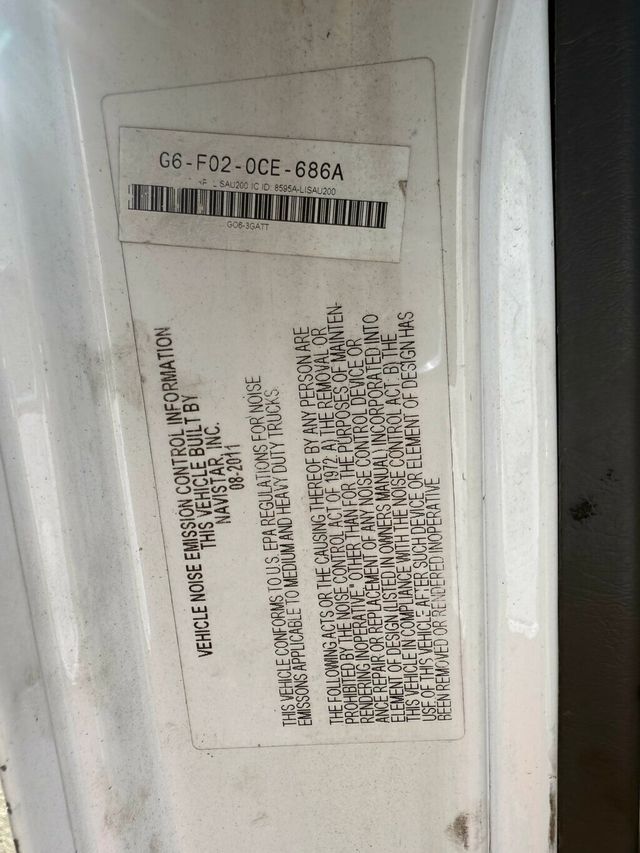 G6-F02-0CE-686A
SAU200 IC ID: 8595A-LISAU200
GO6-3GATT
VEHICLE NOISE EMISSION CONTROL INFORMATION
THIS VEHICLE BUILT BY
NAVISTAR, INC.
08-2011
THIS VEHICLE CONFORMS TO U.S. EPA REGULATIONS FOR NOISE
EMISSIONS APPLICABLE TO MEDIUM AND HEAVY DUTY TRUCKS.
THE FOLLOWING ACTS OR THE CAUSING THEREOF BY ANY PERSON ARE
PROHIBITED BY THE NOISE CONTROL ACT OF 1972. A) THE REMOVAL OR
RENDERING INOPERATIVE* OTHER THAN FOR THE PURPOSES OF MAINTEN-
ANCE REPAIR OR REPLACEMENT OF ANY NOISE CONTROL DEVICE OR
ELEMENT OF DESIGN (LISTED IN OWNERS MANUAL) INCORPORATED INTO
THIS VEHICLE IN COMPLIANCE WITH THE NOISE CONTROL ACT. B) THE
USE OF THIS VEHICLE AFTER SUCH DEVICE OR ELEMENT OF DESIGN HAS
BEEN REMOVED OR RENDERED INOPERATIVE